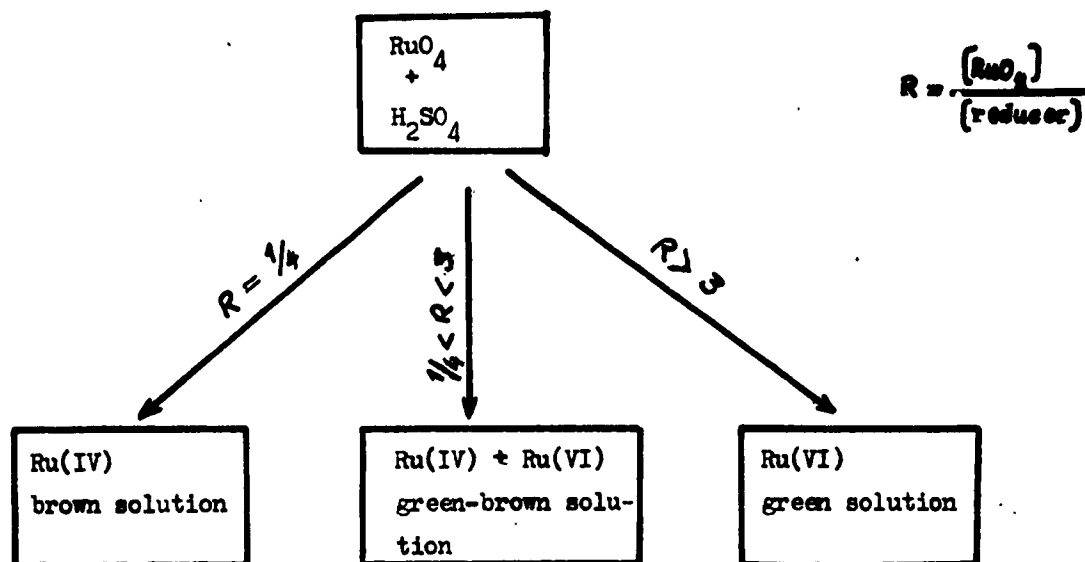 RuO4
+
H2SO4
R = [RuO4]
[reducer]
R = 1/4
1/4 < R < 3
R > 3
Ru(IV)
brown solution
Ru(IV) + Ru(VI)
green-brown solu-
tion
Ru(VI)
green solution